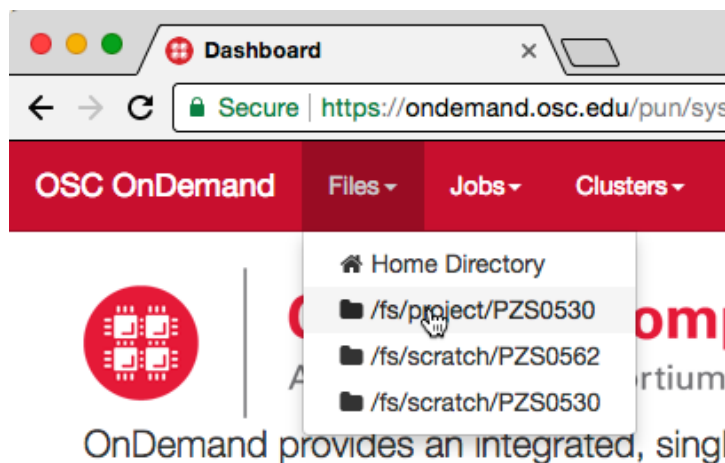 Dashboard
Secure https://ondemand.osc.edu/pun/sys
OSC OnDemand Files Jobs Clusters
Home Directory
/fs/project/PZS0530
/fs/scratch/PZS0562
/fs/scratch/PZS0530
OnDemand provides an integrated,